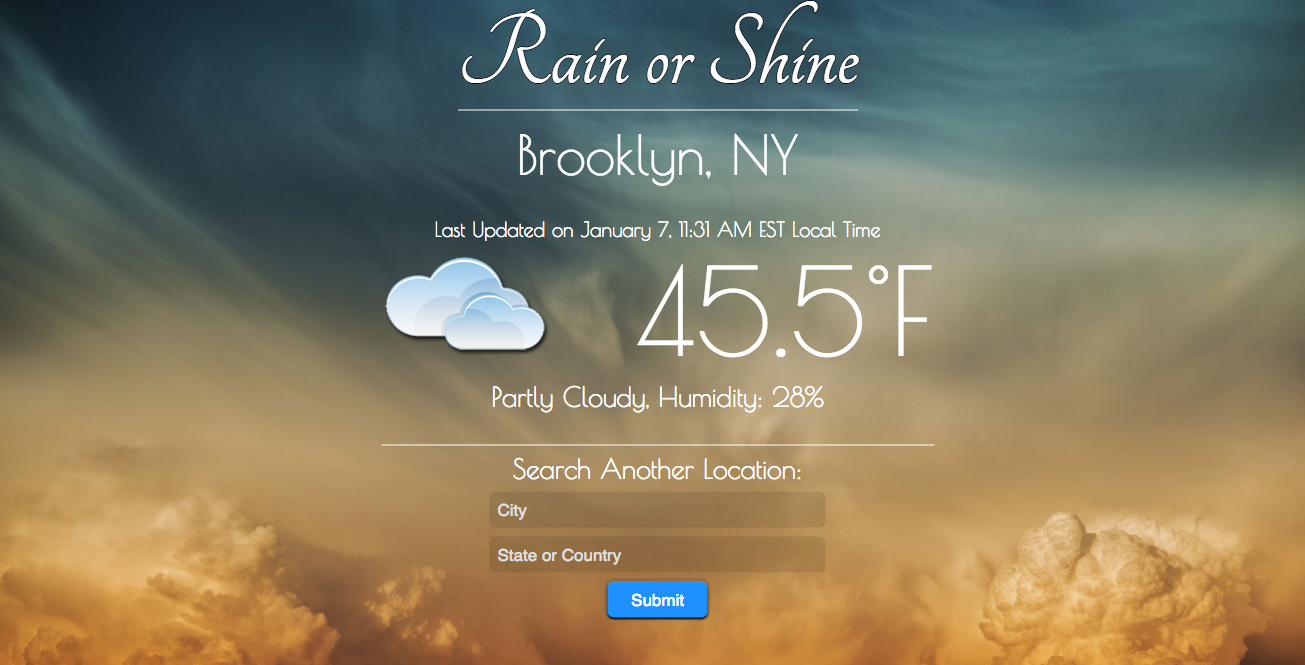 Rain or Shine
Brooklyn, NY
Last Updated on January 7, 11:31 AM EST Local Time
45.5°F
Partly Cloudy, Humidity: 28%
Search Another Location:
City
State or Country
Submit